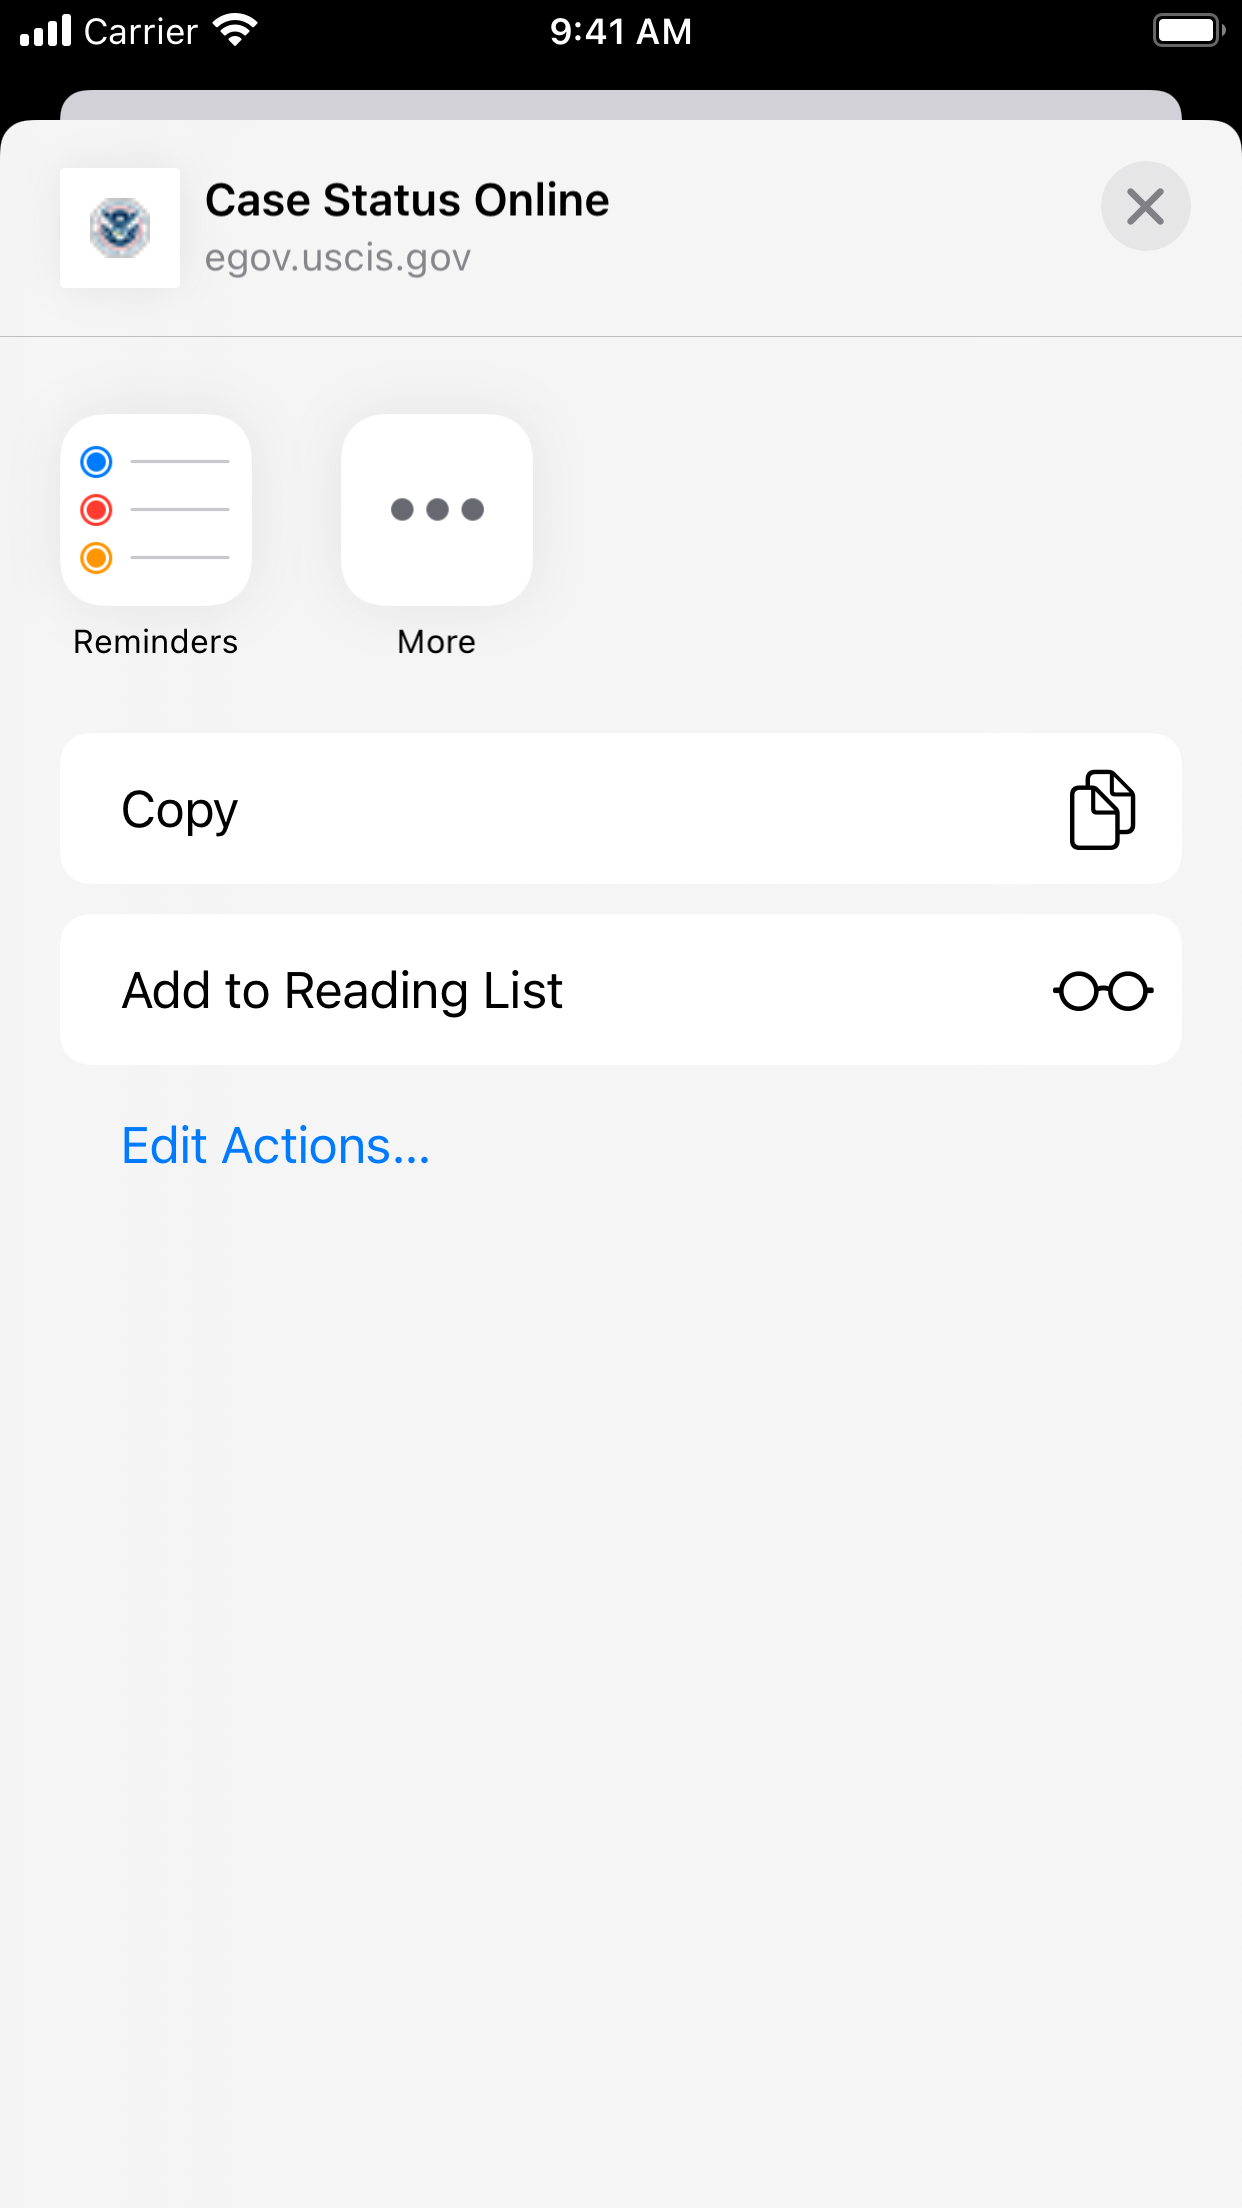 Carrier
9:41 AM
Case Status Online
egov.uscis.gov
Reminders
More
Copy
Add to Reading List
Edit Actions...